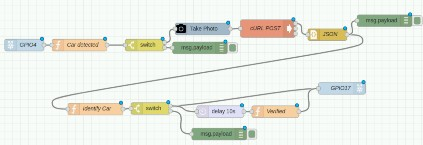 GPIO4
Car detected
switch
Take Photo
msg.payload
cURL POST
JSON
msg.payload
Identify Car
switch
delay 10s
Verified
GPIO17
msg.payload